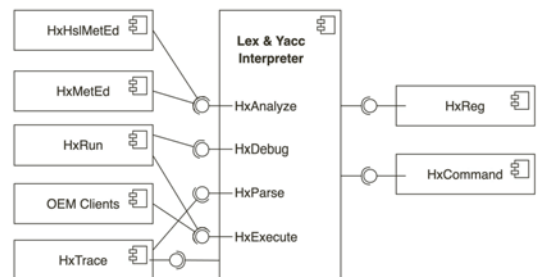 HxHslMetEd
HxMetEd
HxRun
OEM Clients
HxTrace
Lex & Yacc
Interpreter
HxAnalyze
HxDebug
HxParse
HxExecute
HxReg
HxCommand